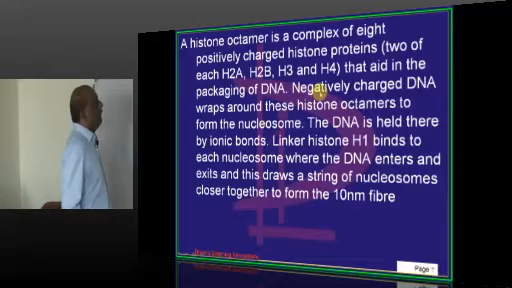 A histone octamer is a complex of eight
positively charged histone proteins (two of
each H2A, H2B, H3 and H4) that aid in the
packaging of DNA. Negatively charged DNA
wraps around these histone octamers to
form the nucleosome. The DNA is held there
by ionic bonds. Linker histone H1 binds to
each nucleosome where the DNA enters and
exits and this draws a string of nucleosomes
closer together to form the 10nm fibre
Page